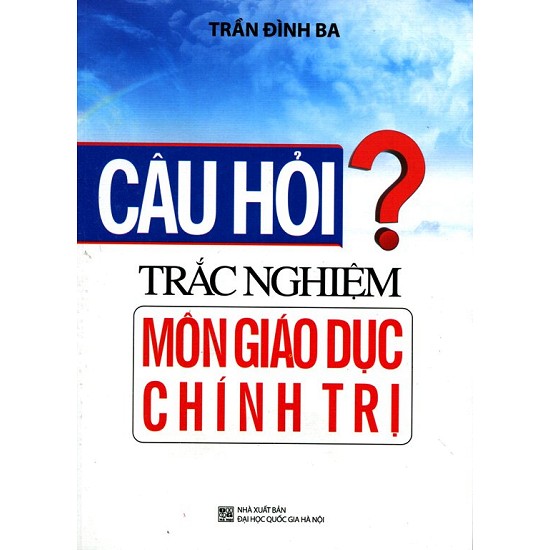 TRẦN ĐÌNH BA
CÂU HỎI ?
TRẮC NGHIỆM
MÔN GIÁO DỤC
CHÍNH TRỊ
NHÀ XUẤT BẢN
ĐẠI HỌC QUỐC GIA HÀ NỘI